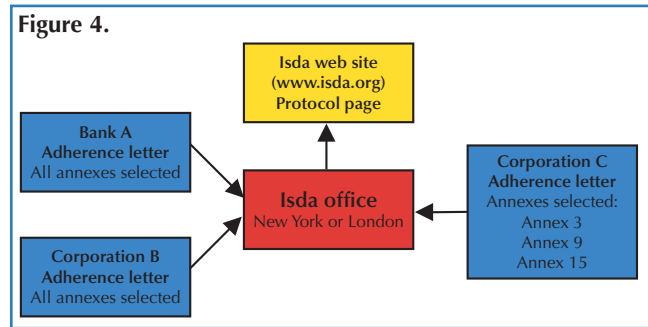 Figure 4.
Isda web site
(www.isda.org)
Protocol page
Bank A
Adherence letter
All annexes selected
Isda office
New York or London
Corporation B
Adherence letter
All annexes selected
Corporation C
Adherence letter
Annexes selected:
Annex 3
Annex 9
Annex 15